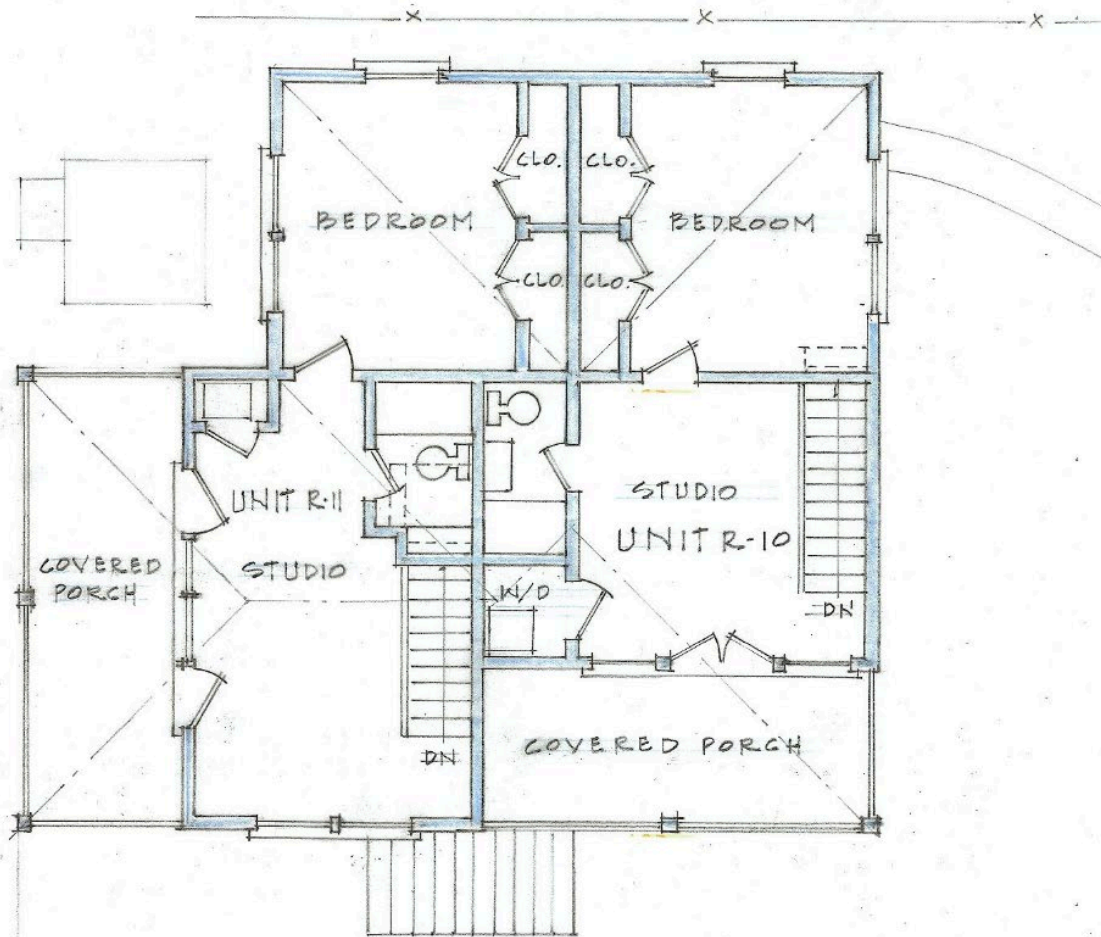 CLO.
CLO.
BEDROOM
BEDROOM
CLO.
CLO.
UNIT R-11
STUDIO
UNIT R-10
COVERED
PORCH
STUDIO
W/D
DN
DN
COVERED PORCH